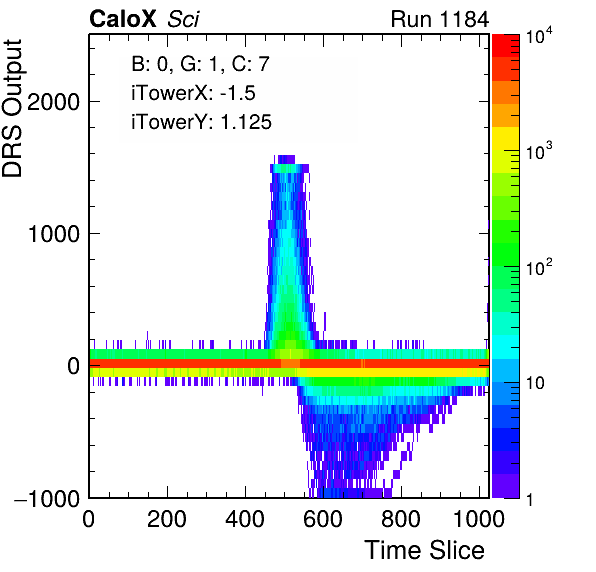 CaloX Sci Run 1184
B: 0, G: 1, C: 7
iTowerX: -1.5
iTowerY: 1.125
DRS Output
2000
1000
0
−1000
0 200 400 600 800 1000
Time Slice
10^4
10^3
10^2
10
1